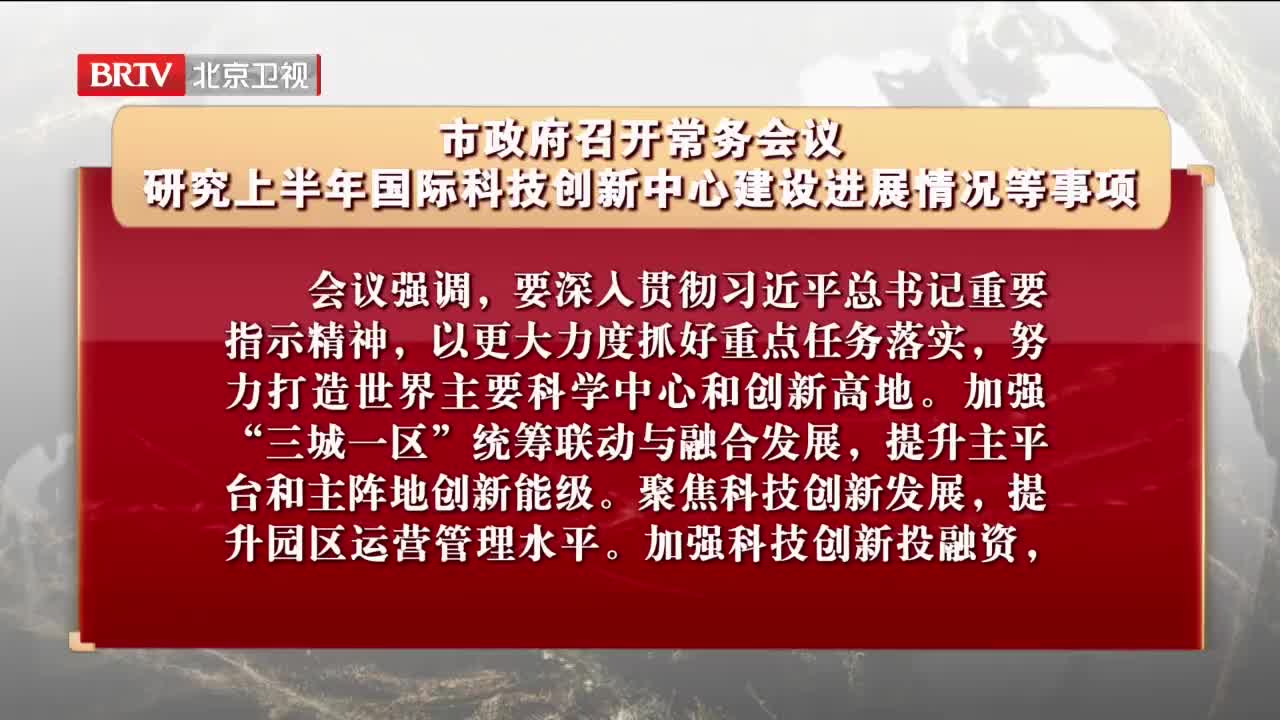 BRTV 北京卫视
市政府召开常务会议
研究上半年国际科技创新中心建设进展情况等事项
会议强调，要深入贯彻习近平总书记重要
指示精神，以更大力度抓好重点任务落实，努
力打造世界主要科学中心和创新高地。加强
“三城一区”统筹联动与融合发展，提升主平
台和主阵地创新能级。聚焦科技创新发展，提
升园区运营管理水平。加强科技创新投融资，